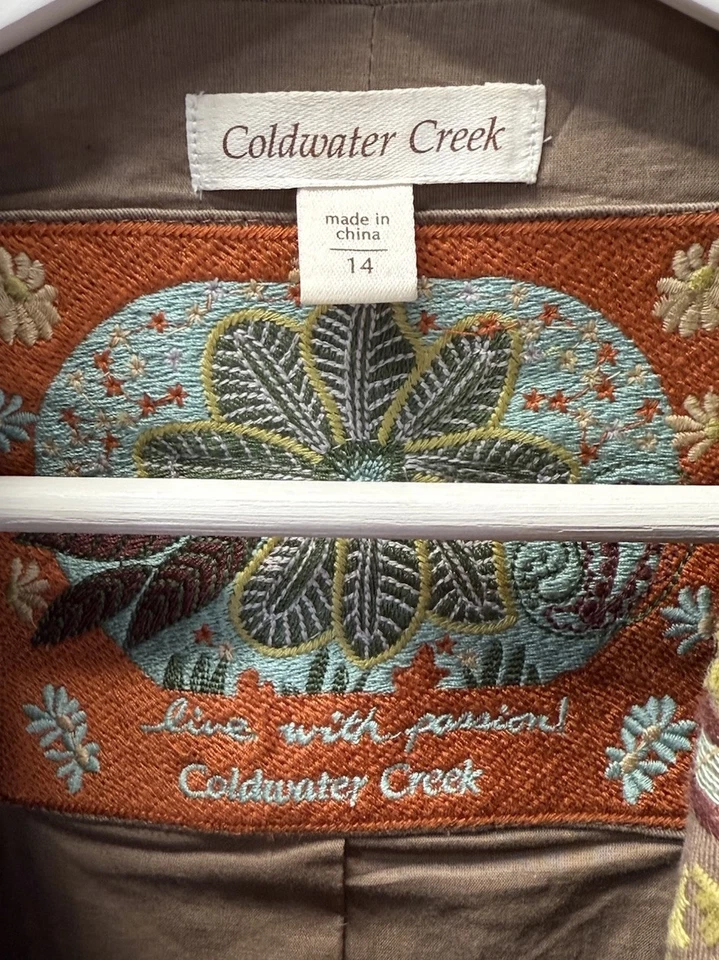 Coldwater Creek
made in
china
14
live with passion!
Coldwater Creek